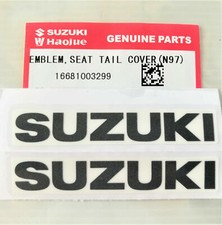 SUZUKI
Haojue
GENUINE PARTS
EMBLEM,SEAT TAIL COVER(N97)
16681003299
SUZUKI
SUZUKI